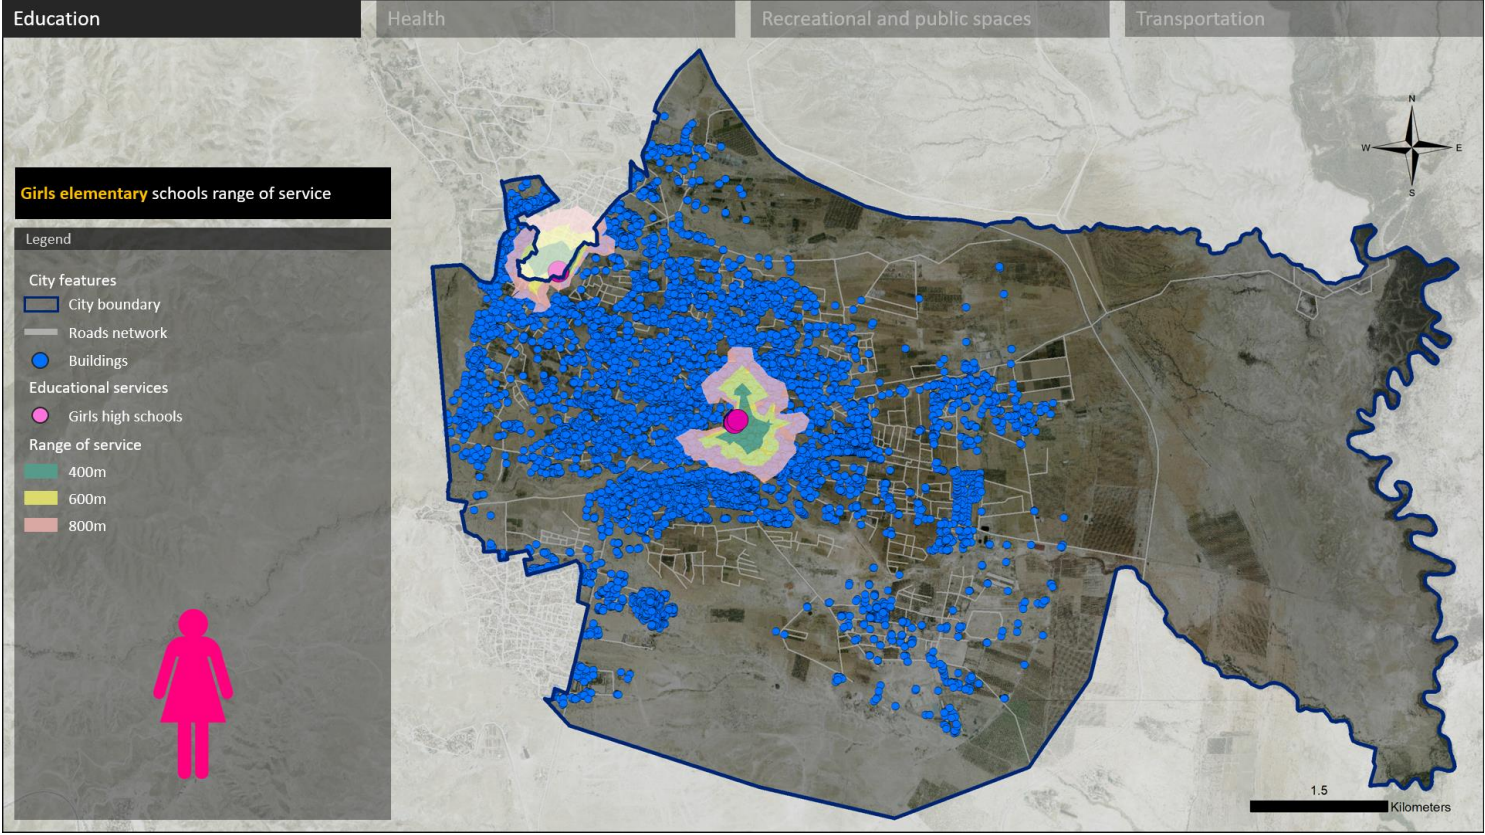 Education
Health
Recreational and public spaces
Transportation
N
W
E
S
Girls elementary schools range of service
Legend
City features
City boundary
Roads network
Buildings
Educational services
Girls high schools
Range of service
400m
600m
800m
1.5
Kilometers